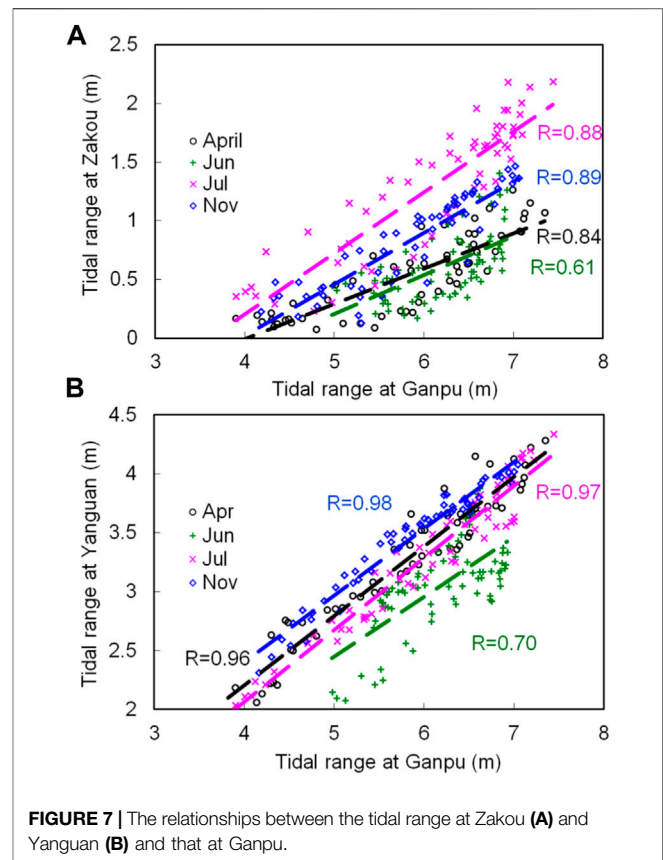 A
2.5
2
1.5
1
0.5
0
Tidal range at Zakou (m)
April
Jun
Jul
Nov
R=0.88
R=0.89
R=0.84
R=0.61
3 4 5 6 7 8
Tidal range at Ganpu (m)
B
4.5
4
3.5
3
2.5
2
Tidal range at Yanguan (m)
Apr
Jun
Jul
Nov
R=0.98
R=0.97
R=0.96
R=0.70
3 4 5 6 7 8
Tidal range at Ganpu (m)
FIGURE 7 | The relationships between the tidal range at Zakou (A) and
Yanguan (B) and that at Ganpu.